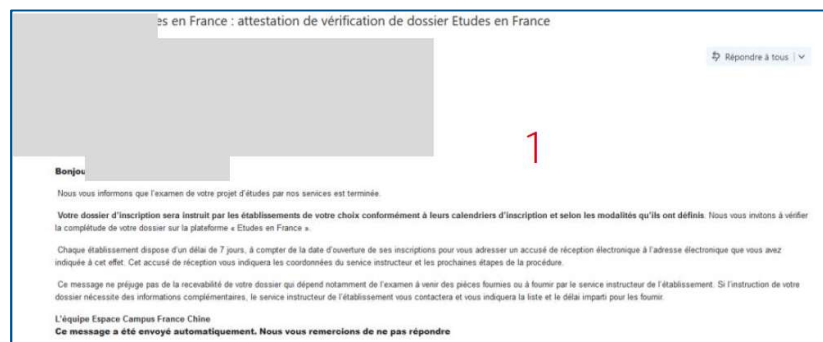 es en France : attestation de vérification de dossier Etudes en France
Répondre à tous
1
Bonjou
Nous vous informons que l'examen de votre projet d'études par nos services est terminée.
Votre dossier d'inscription sera instruit par les établissements de votre choix conformément à leurs calendriers d'inscription et selon les modalités qu'ils ont définis. Nous vous invitons à vérifier
la complétude de votre dossier sur la plateforme « Etudes en France ».
Chaque établissement dispose d'un délai de 7 jours, à compter de la date d'ouverture de ses inscriptions pour vous adresser un accusé de réception électronique à l'adresse électronique que vous avez
indiquée à cet effet. Cet accusé de réception vous indiquera les coordonnées du service instructeur et les prochaines étapes de la procédure.
Ce message ne préjuge pas de la recevabilité de votre dossier qui dépend notamment de l'examen à venir des pièces fournies ou à fournir par le service instructeur de l'établissement. Si l'instruction de votre
dossier nécessite des informations complémentaires, le service instructeur de l'établissement vous contactera et vous indiquera la liste et le délai imparti pour les fournir.
L'équipe Espace Campus France Chine
Ce message a été envoyé automatiquement. Nous vous remercions de ne pas répondre